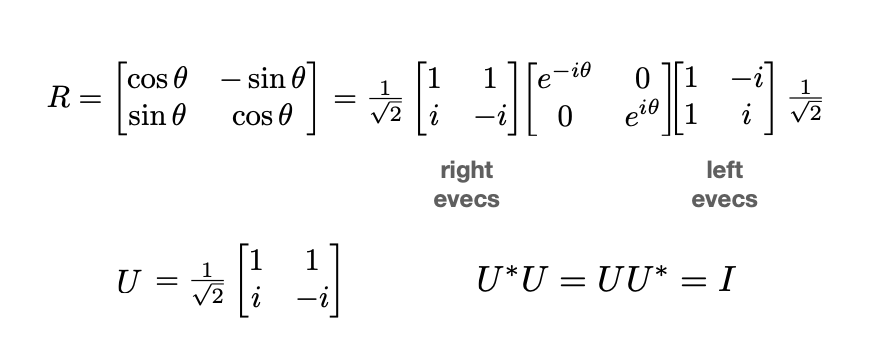 R = [cos θ − sin θ; sin θ cos θ] = 1/√2 [1 1; i −i] [e^{−iθ} 0; 0 e^{iθ}] [1 −i; 1 i] 1/√2
right left
evecs evecs
U = 1/√2 [1 1; i −i] U*U = UU* = I